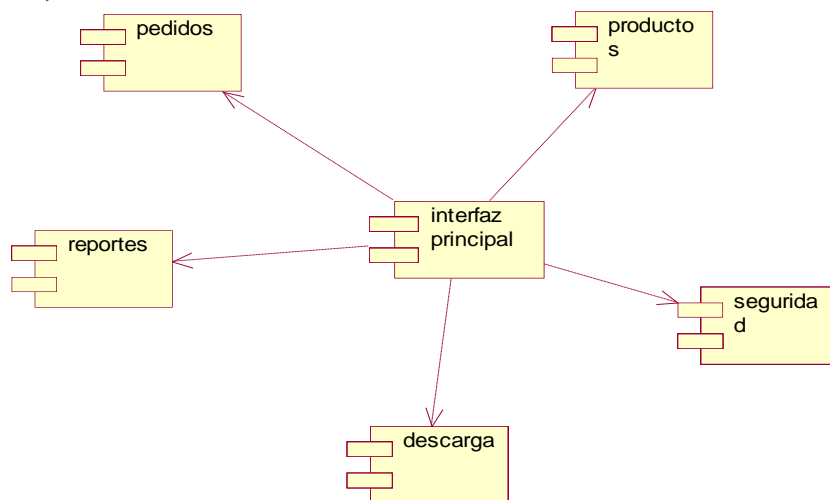 pedidos
producto
s
interfaz
principal
reportes
segurida
d
descarga